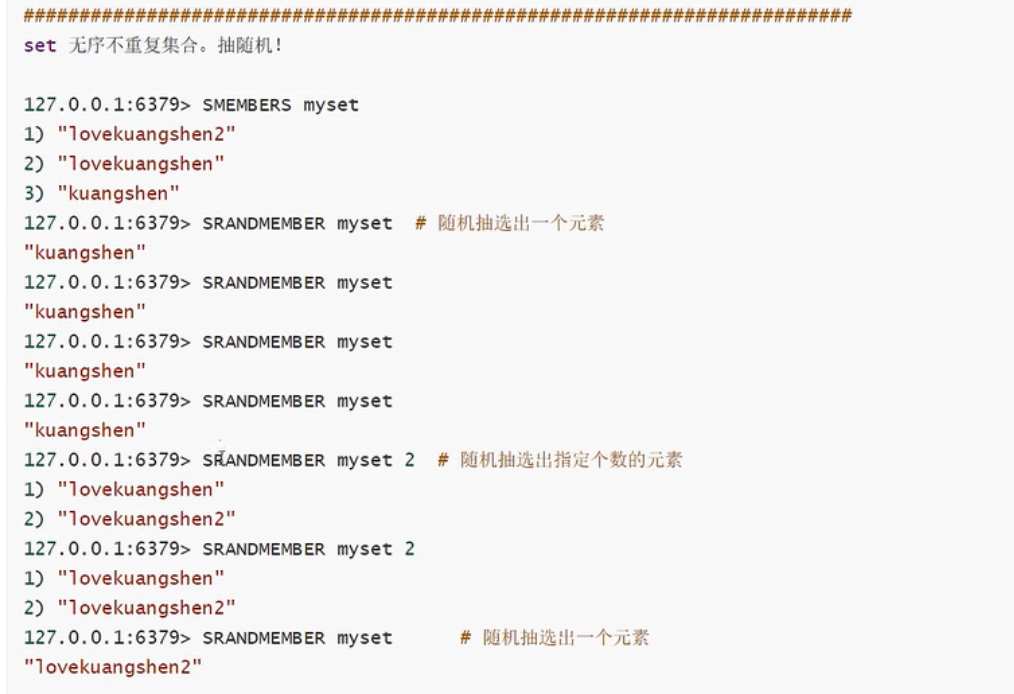 ##########################################################################
set 无序不重复集合。抽随机！
127.0.0.1:6379> SMEMBERS myset
1) "lovekuangshen2"
2) "lovekuangshen"
3) "kuangshen"
127.0.0.1:6379> SRANDMEMBER myset  # 随机抽选出一个元素
"kuangshen"
127.0.0.1:6379> SRANDMEMBER myset
"kuangshen"
127.0.0.1:6379> SRANDMEMBER myset
"kuangshen"
127.0.0.1:6379> SRANDMEMBER myset
"kuangshen"
127.0.0.1:6379> SRANDMEMBER myset 2  # 随机抽选出指定个数的元素
1) "lovekuangshen"
2) "lovekuangshen2"
127.0.0.1:6379> SRANDMEMBER myset 2
1) "lovekuangshen"
2) "lovekuangshen2"
127.0.0.1:6379> SRANDMEMBER myset      # 随机抽选出一个元素
"lovekuangshen2"